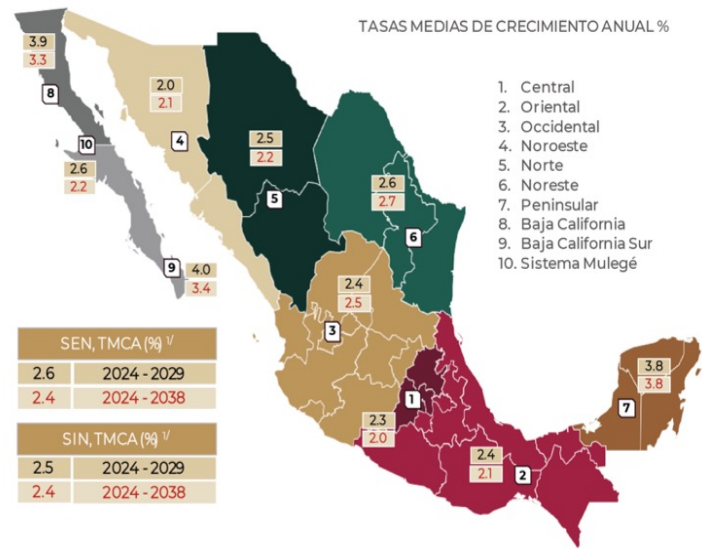 TASAS MEDIAS DE CRECIMIENTO ANUAL %
1. Central
2. Oriental
3. Occidental
4. Noroeste
5. Norte
6. Noreste
7. Peninsular
8. Baja California
9. Baja California Sur
10. Sistema Mulegé
3.9
3.3
8
2.0
2.1
4
10
2.6
2.2
2.5
2.2
5
2.6
2.7
6
9
4.0
3.4
2.4
2.5
3
SEN, TMCA (%) 1/
2.6 2024 - 2029
2.4 2024 - 2038
SIN, TMCA (%) 1/
2.5 2024 - 2029
2.4 2024 - 2038
1
2.3
2.0
2.4
2.1
2
3.8
3.8
7